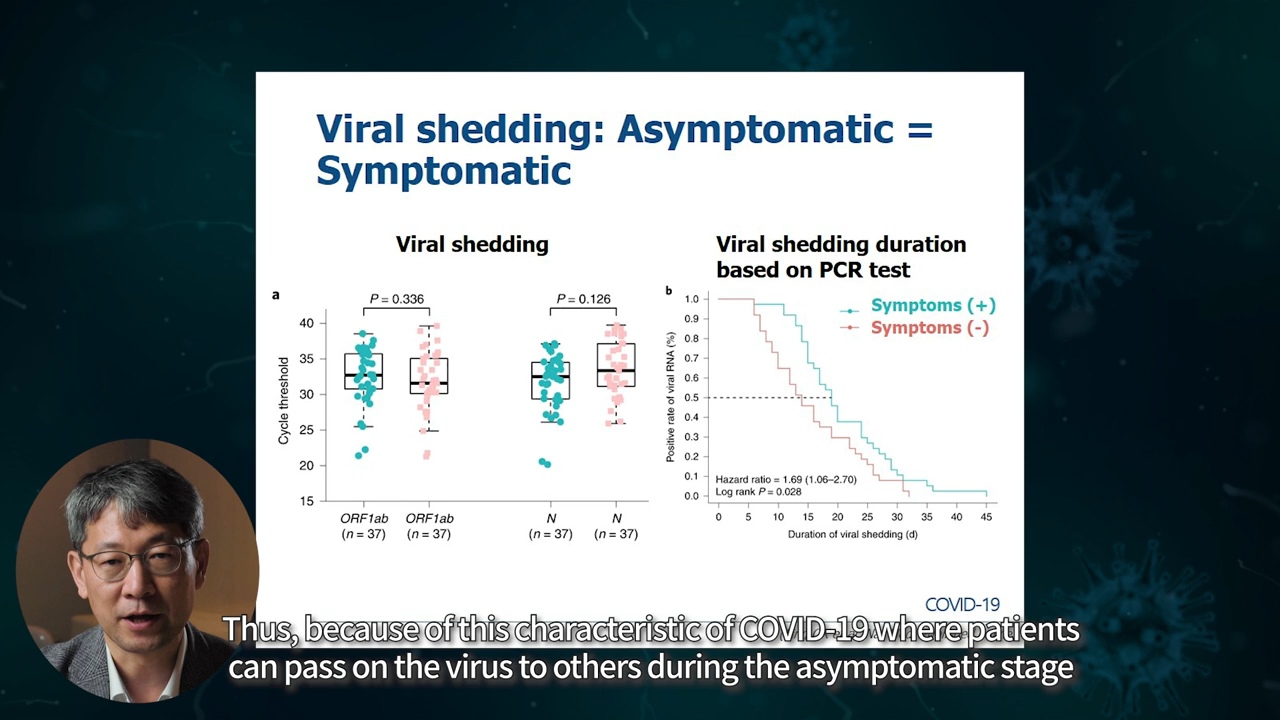 Viral shedding: Asymptomatic =
Symptomatic
Viral shedding
a
P = 0.336
P = 0.126
Cycle threshold
40
35
30
25
20
15
ORF1ab
(n = 37)
ORF1ab
(n = 37)
N
(n = 37)
N
(n = 37)
Viral shedding duration
based on PCR test
b
Symptoms (+)
Symptoms (-)
Positive rate of viral RNA (%)
1.0
0.9
0.8
0.7
0.6
0.5
0.4
0.3
0.2
0.1
0.0
Hazard ratio = 1.69 (1.06–2.70)
Log rank P = 0.028
0 5 10 15 20 25 30 35 40 45
Duration of viral shedding (d)
COVID-19
Thus, because of this characteristic of COVID-19 where patients
can pass on the virus to others during the asymptomatic stage